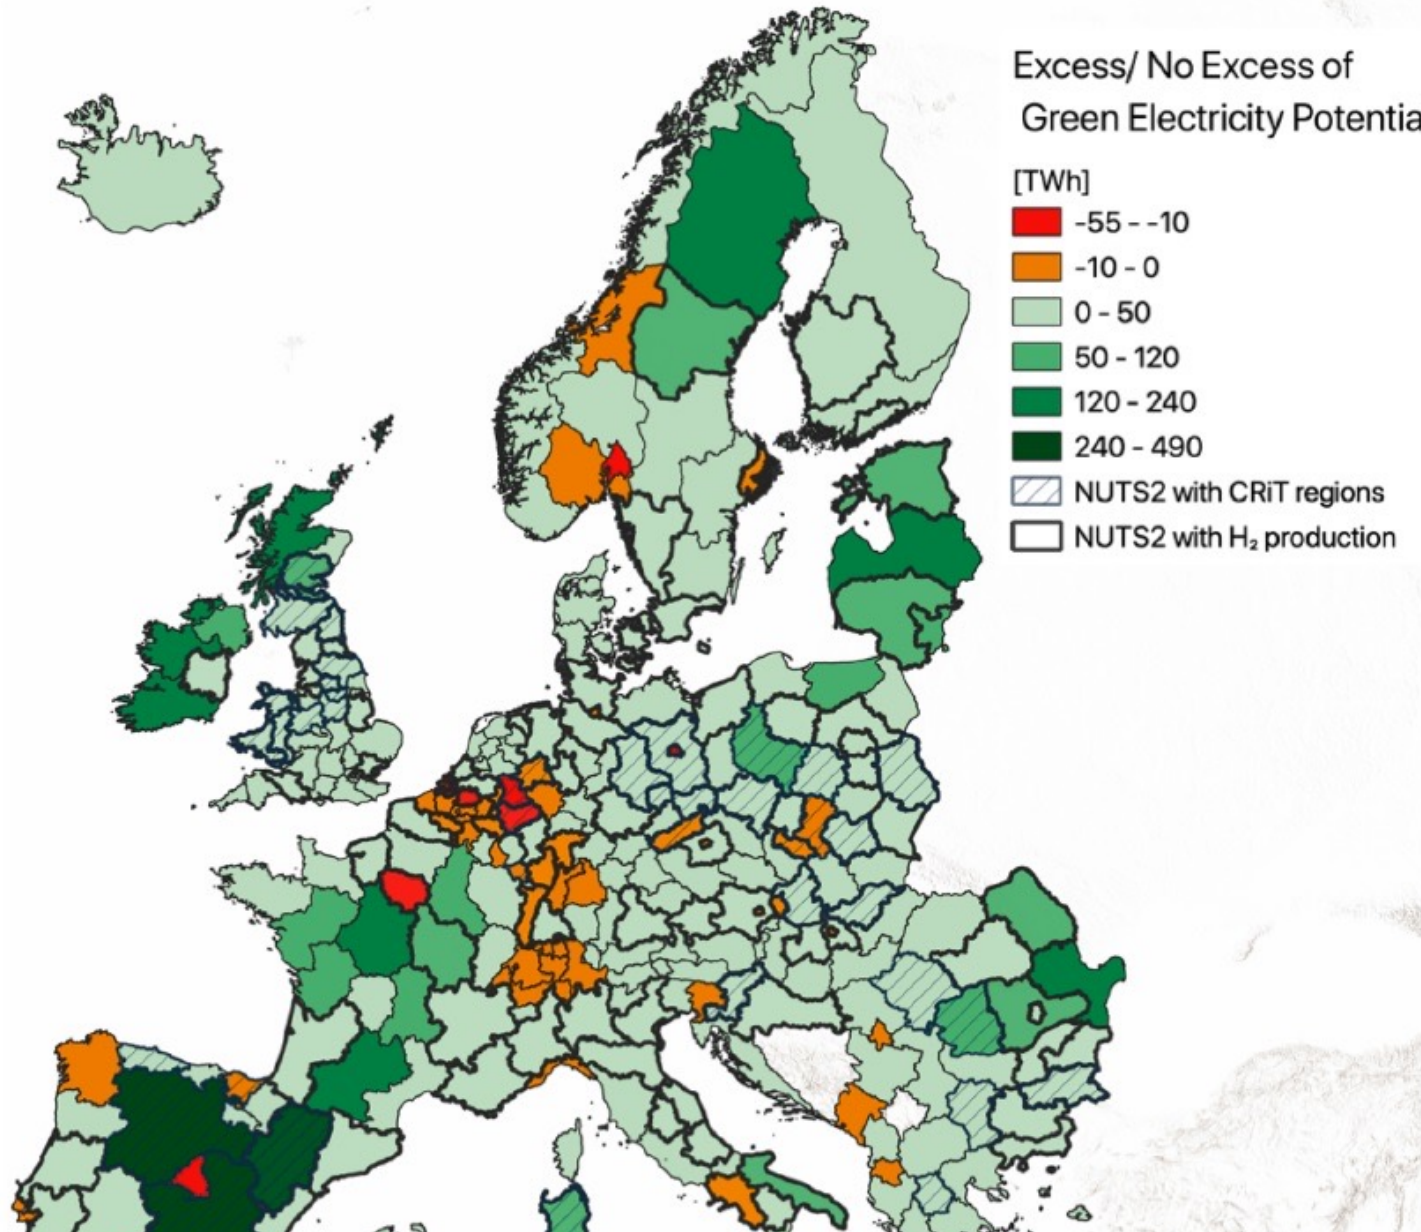 Excess/ No Excess of
Green Electricity Potentia
[TWh]
-55 - -10
-10 - 0
0 - 50
50 - 120
120 - 240
240 - 490
NUTS2 with CRiT regions
NUTS2 with H₂ production